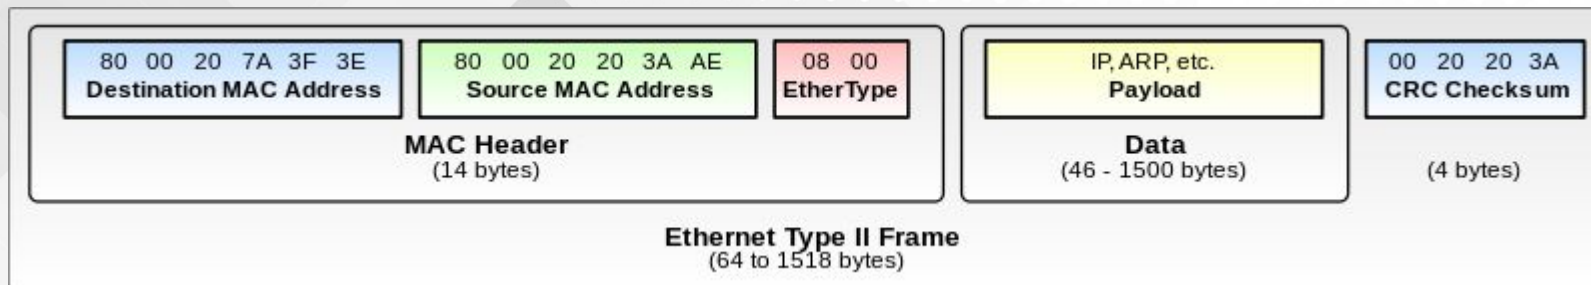 80 00 20 7A 3F 3E
Destination MAC Address
80 00 20 20 3A AE
Source MAC Address
08 00
EtherType
MAC Header
(14 bytes)
IP, ARP, etc.
Payload
Data
(46 - 1500 bytes)
00 20 20 3A
CRC Checksum
(4 bytes)
Ethernet Type II Frame
(64 to 1518 bytes)